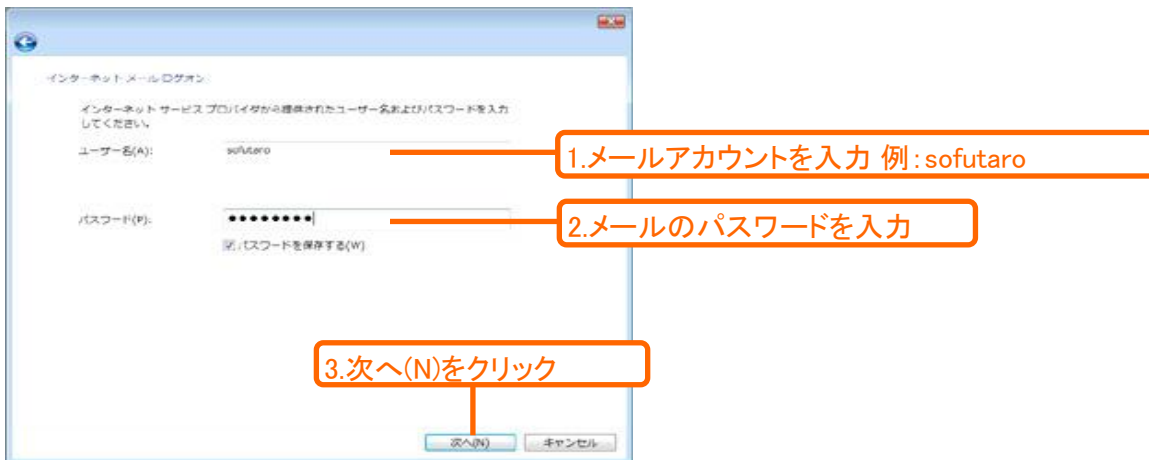 インターネット メール ログオン
インターネット サービス プロバイダから提供されたユーザー名およびパスワードを入力
してください。
ユーザー名(A):
sofutaro
1.メールアカウントを入力 例：sofutaro
パスワード(P):
●●●●●●●●
2.メールのパスワードを入力
パスワードを保存する(W)
3.次へ(N)をクリック
次へ(N)
キャンセル